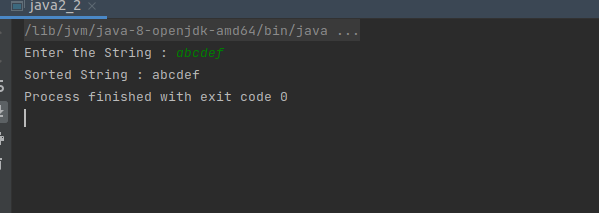 java2_2
/lib/jvm/java-8-openjdk-amd64/bin/java ...
Enter the String : abcdef
Sorted String : abcdef
Process finished with exit code 0